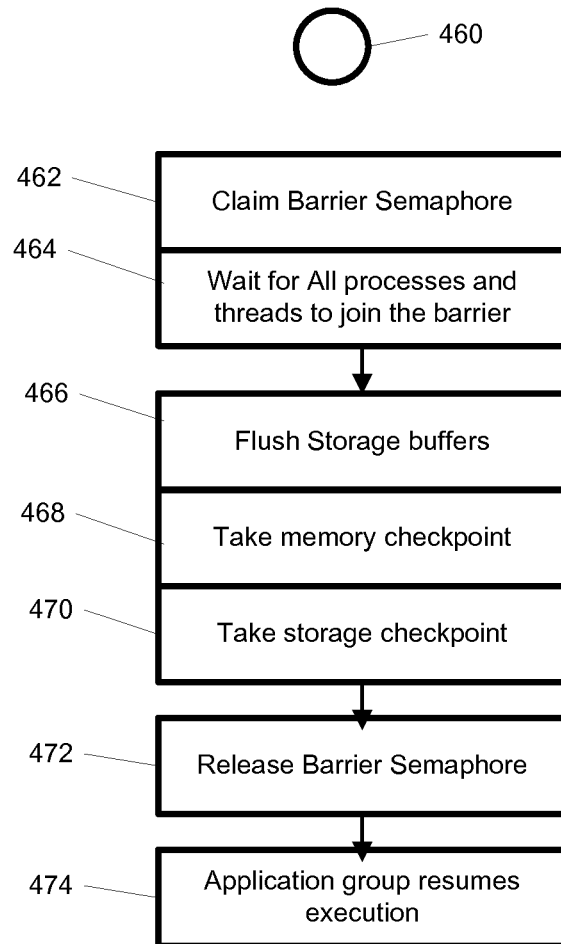 460
462
Claim Barrier Semaphore
464
Wait for All processes and
threads to join the barrier
466
Flush Storage buffers
468
Take memory checkpoint
470
Take storage checkpoint
472
Release Barrier Semaphore
474
Application group resumes
execution